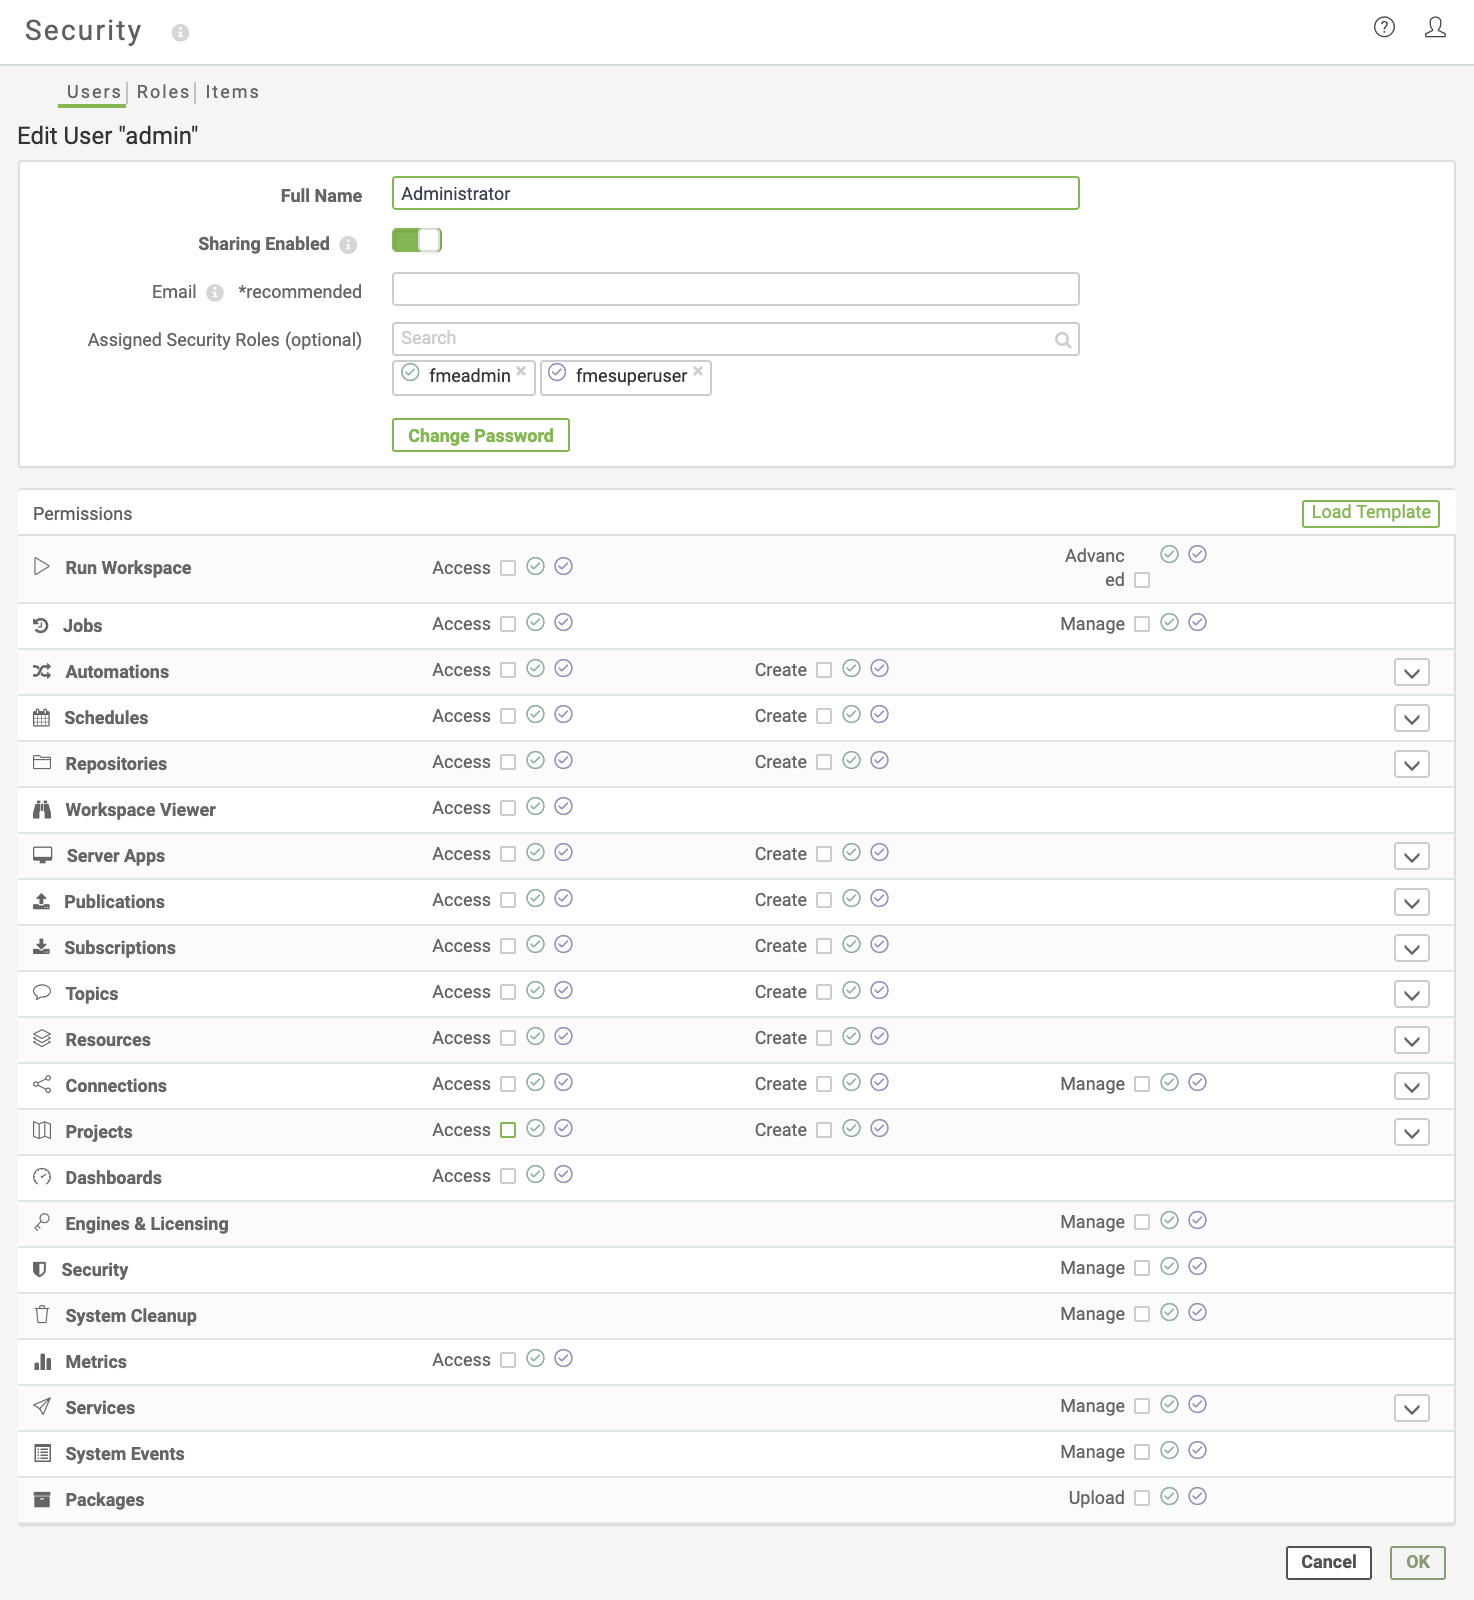 Security
Users Roles Items
Edit User "admin"
Full Name Administrator
Sharing Enabled
Email *recommended
Assigned Security Roles (optional) Search
fmeadmin × fmesuperuser ×
Change Password
Permissions Load Template
Run Workspace Access Advanc
ed
Jobs Access Manage
Automations Access Create
Schedules Access Create
Repositories Access Create
Workspace Viewer Access
Server Apps Access Create
Publications Access Create
Subscriptions Access Create
Topics Access Create
Resources Access Create
Connections Access Create Manage
Projects Access Create
Dashboards Access
Engines & Licensing Manage
Security Manage
System Cleanup Manage
Metrics Access
Services Manage
System Events Manage
Packages Upload
Cancel OK